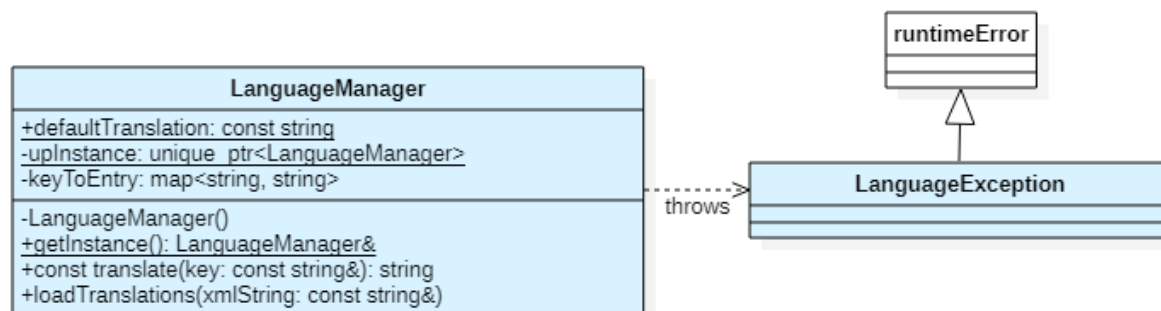 runtimeError
LanguageManager
+defaultTranslation: const string
-upInstance: unique_ptr<LanguageManager>
-keyToEntry: map<string, string>
LanguageException
throws
-LanguageManager()
+getInstance(): LanguageManager&
+const translate(key: const string&): string
+loadTranslations(xmlString: const string&)